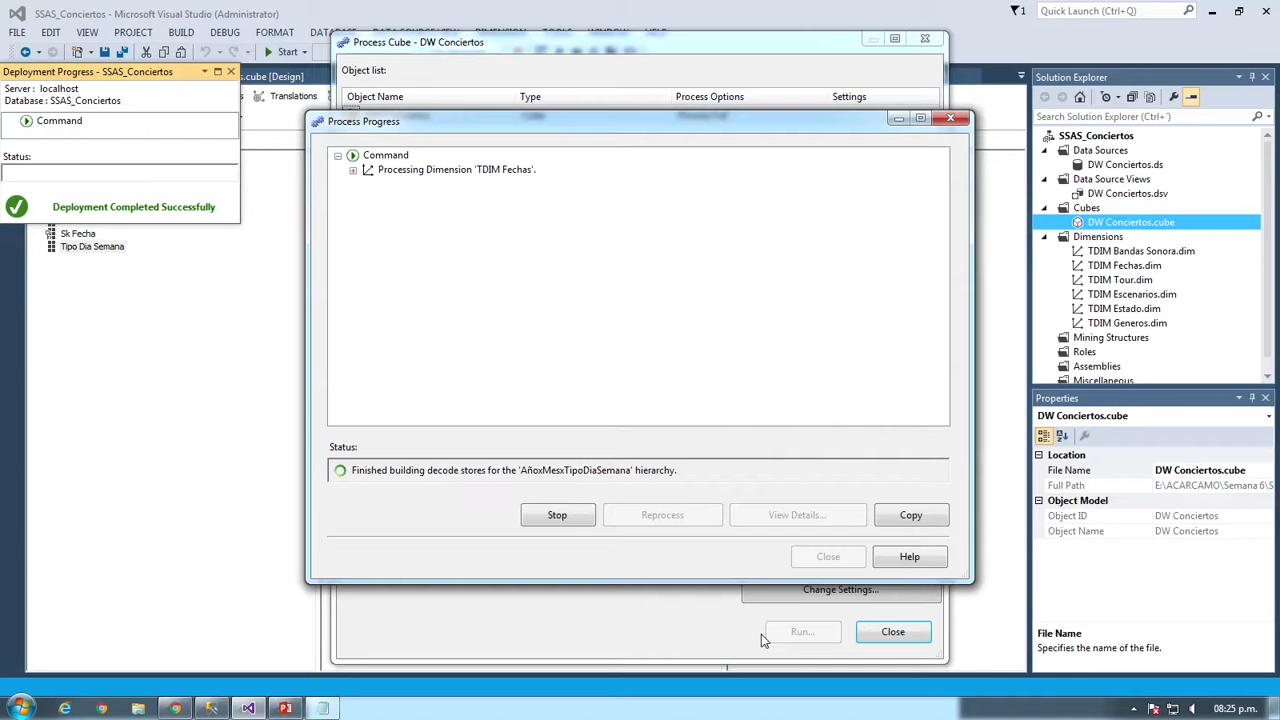 SSAS_Conciertos - Microsoft Visual Studio (Administrator)
1
Quick Launch (Ctrl+Q)
FILE EDIT VIEW PROJECT BUILD DEBUG FORMAT
Start
Process Cube - DW Conciertos
Object list:
Object Name Type Process Options Settings
Deployment Progress - SSAS_Conciertos
s.cube [Design]
Translations
Server : localhost
Database : SSAS_Conciertos
Command
Status:
Deployment Completed Successfully
Sk Fecha
Tipo Dia Semana
Process Progress
Command
Processing Dimension 'TDIM Fechas'.
Status:
Finished building decode stores for the 'AñoxMesxTipoDiaSemana' hierarchy.
Stop Reprocess View Details... Copy
Close Help
Change Settings...
Run... Close
Solution Explorer
Search Solution Explorer (Ctrl+')
SSAS_Conciertos
Data Sources
DW Conciertos.ds
Data Source Views
DW Conciertos.dsv
Cubes
DW Conciertos.cube
Dimensions
TDIM Bandas Sonora.dim
TDIM Fechas.dim
TDIM Tour.dim
TDIM Escenarios.dim
TDIM Estado.dim
TDIM Generos.dim
Mining Structures
Roles
Assemblies
Miscellaneous
Properties
DW Conciertos.cube
Location
File Name DW Conciertos.cube
Full Path E:\ACARCAMO\Semana 6\S
Object Model
Object ID DW Conciertos
Object Name DW Conciertos
File Name
Specifies the name of the file.
08:25 p.m.